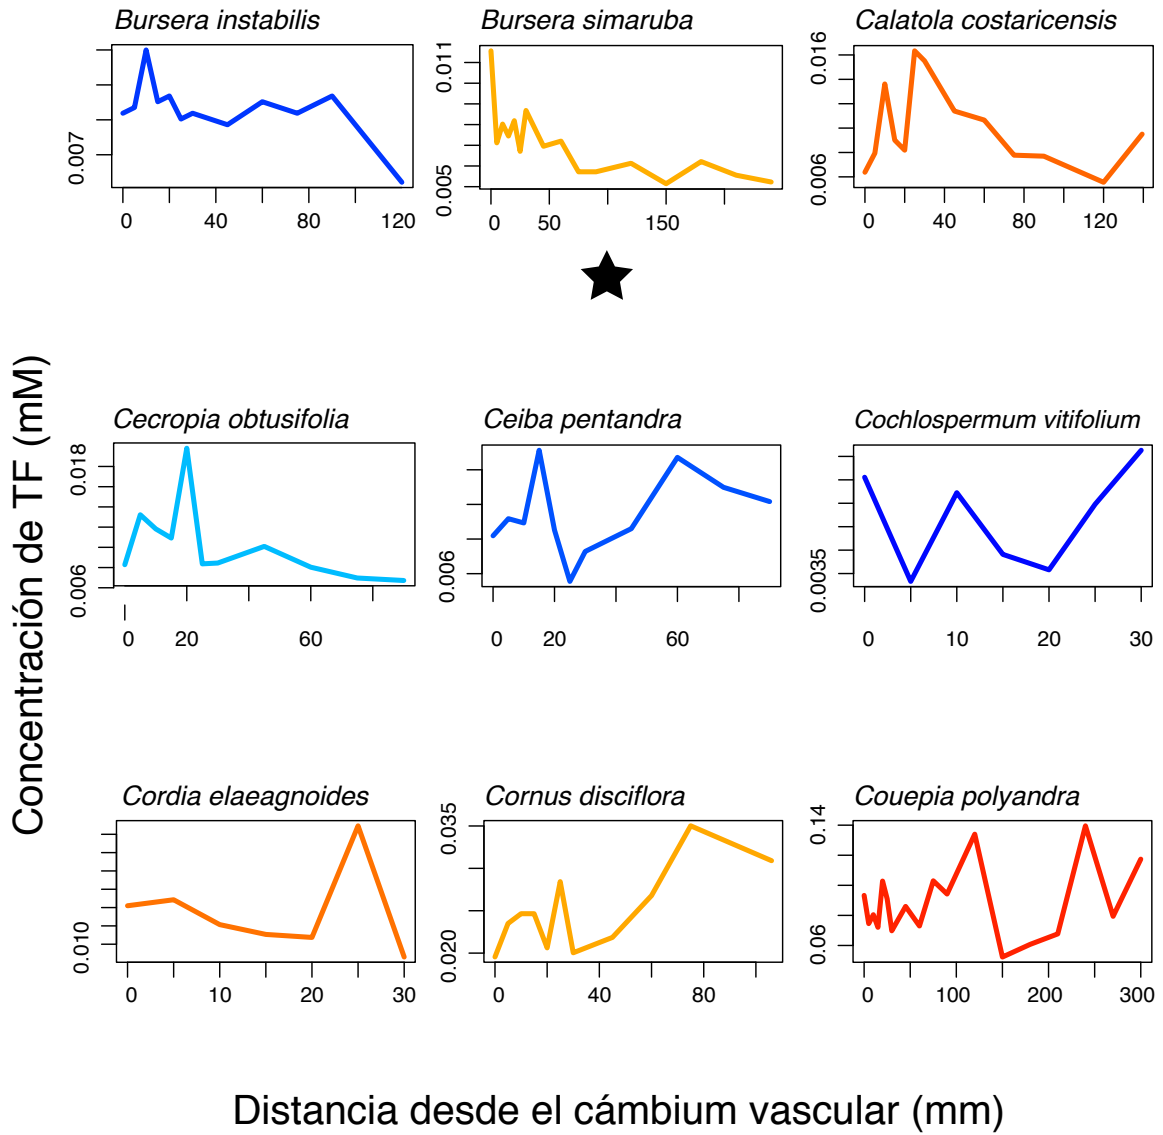 Bursera instabilis
Bursera simaruba
Calatola costaricensis
0.007
0.005 0.011
0.006 0.016
0 40 80 120
0 50 150
0 40 80 120
Concentración de TF (mM)
Cecropia obtusifolia
Ceiba pentandra
Cochlospermum vitifolium
0.006 0.018
0.006
0.0035
0 20 60
0 20 60
0 10 20 30
Cordia elaeagnoides
Cornus disciflora
Couepia polyandra
0.010
0.020 0.035
0.06 0.14
0 10 20 30
0 40 80
0 100 200 300
Distancia desde el cámbium vascular (mm)